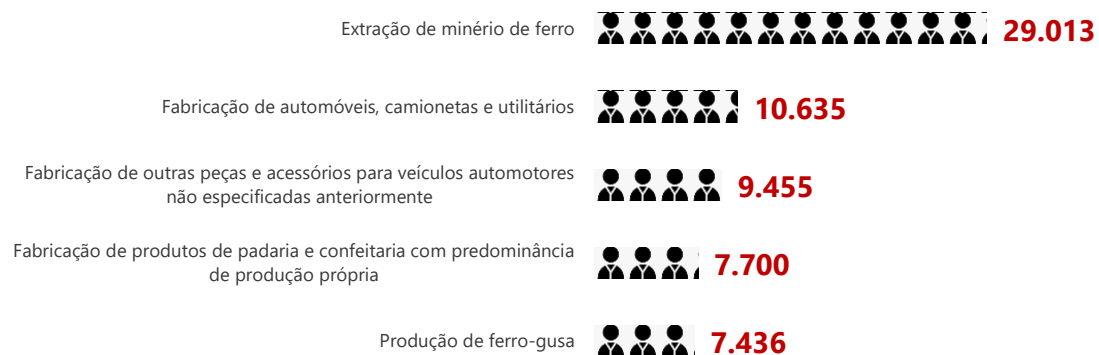 Extração de minério de ferro 29.013
Fabricação de automóveis, camionetas e utilitários 10.635
Fabricação de outras peças e acessórios para veículos automotores
não especificadas anteriormente 9.455
Fabricação de produtos de padaria e confeitaria com predominância
de produção própria 7.700
Produção de ferro-gusa 7.436